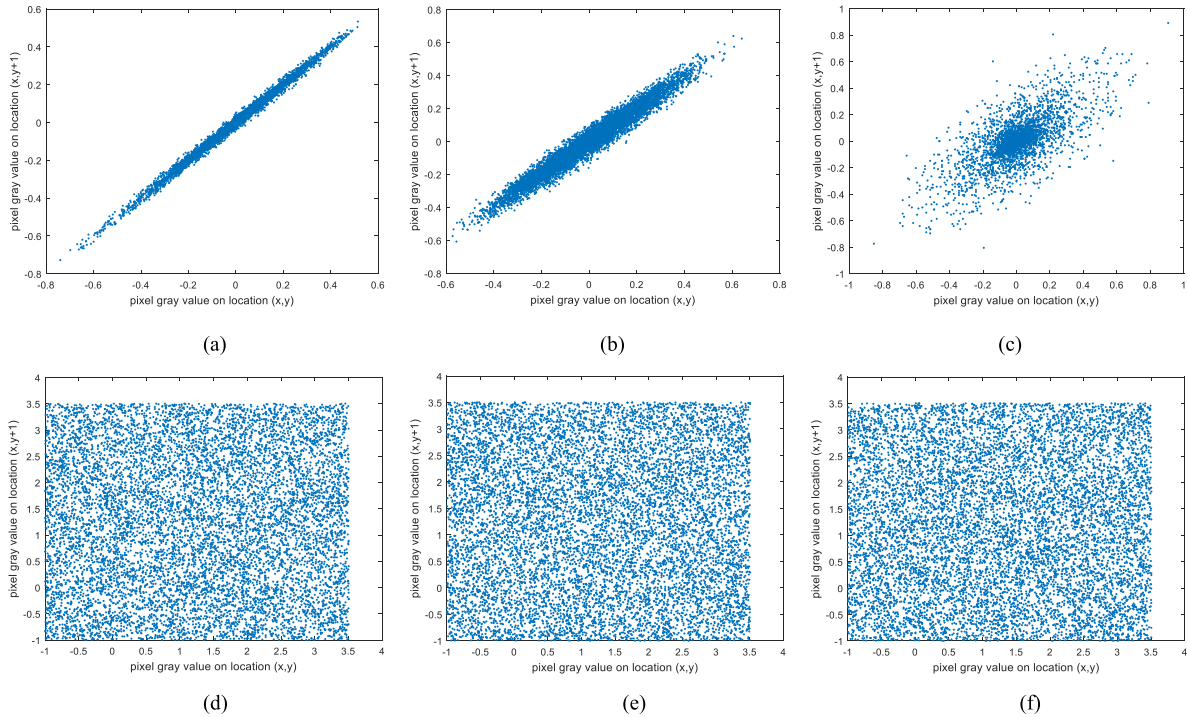 0.6
0.4
0.2
0
-0.2
-0.4
-0.6
-0.8
-0.8 -0.6 -0.4 -0.2 0 0.2 0.4 0.6
pixel gray value on location (x,y+1)
pixel gray value on location (x,y)
(a)
0.8
0.6
0.4
0.2
0
-0.2
-0.4
-0.6
-0.8
-0.6 -0.4 -0.2 0 0.2 0.4 0.6 0.8
pixel gray value on location (x,y+1)
pixel gray value on location (x,y)
(b)
1
0.8
0.6
0.4
0.2
0
-0.2
-0.4
-0.6
-0.8
-1
-1 -0.8 -0.6 -0.4 -0.2 0 0.2 0.4 0.6 0.8 1
pixel gray value on location (x,y+1)
pixel gray value on location (x,y)
(c)
4
3.5
3
2.5
2
1.5
1
0.5
0
-0.5
-1
-1 -0.5 0 0.5 1 1.5 2 2.5 3 3.5 4
pixel gray value on location (x,y+1)
pixel gray value on location (x,y)
(d)
4
3.5
3
2.5
2
1.5
1
0.5
0
-0.5
-1
-1 -0.5 0 0.5 1 1.5 2 2.5 3 3.5 4
pixel gray value on location (x,y+1)
pixel gray value on location (x,y)
(e)
4
3.5
3
2.5
2
1.5
1
0.5
0
-0.5
-1
-1 -0.5 0 0.5 1 1.5 2 2.5 3 3.5 4
pixel gray value on location (x,y+1)
pixel gray value on location (x,y)
(f)